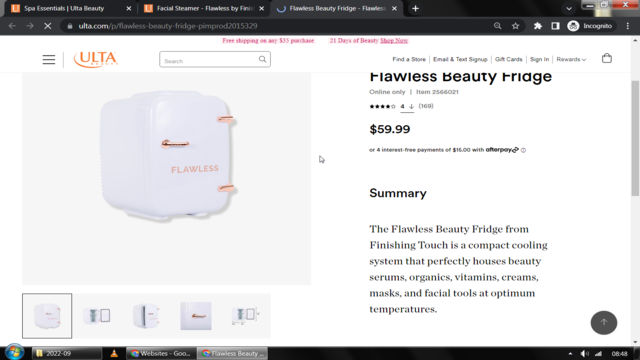 Spa Essentials | Ulta Beauty
Facial Steamer - Flawless by Finis
Flawless Beauty Fridge - Flawles
ulta.com/p/flawless-beauty-fridge-pimprod2015329
Incognito
Free shipping on any $35 purchase 21 Days of Beauty Shop Now
ULTA
BEAUTY
Search
Find a Store | Email & Text Signup | Gift Cards | Sign In | Rewards
Flawless Beauty Fridge
Online only | Item 2566021
4 (169)
$59.99
or 4 interest-free payments of $15.00 with afterpay
FLAWLESS
Summary
The Flawless Beauty Fridge from
Finishing Touch is a compact cooling
system that perfectly houses beauty
serums, organics, vitamins, creams,
masks, and facial tools at optimum
temperatures.
2022-09
Websites - Goo...
Flawless Beauty ...
08:48